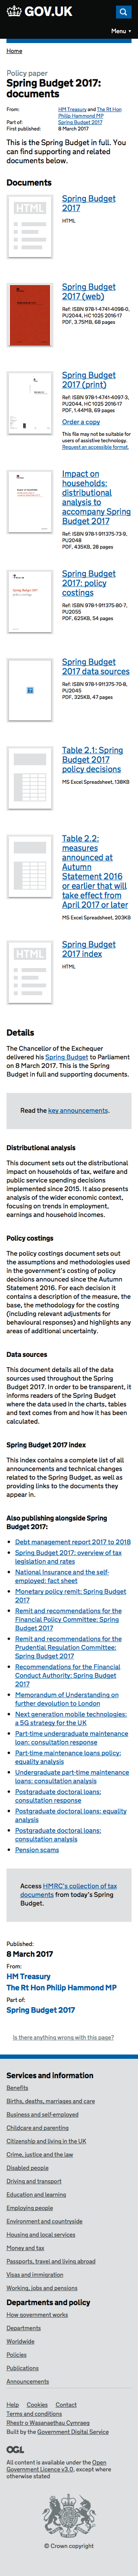 GOV.UK
Menu
Home
Policy paper
Spring Budget 2017:
documents
From:
HM Treasury and The Rt Hon
Philip Hammond MP
Part of:
Spring Budget 2017
First published:
8 March 2017
This is the Spring Budget in full. You
can find supporting and related
documents below.
Documents
HTML
Spring Budget
2017
HTML
Spring Budget
2017 (web)
Ref: ISBN 978-1-4741-4098-0,
PU2044, HC 1025 2016-17
PDF, 3.75MB, 68 pages
Spring Budget
2017 (print)
Ref: ISBN 978-1-4741-4097-3,
PU2044, HC 1025 2016-17
PDF, 1.44MB, 69 pages
Order a copy
This file may not be suitable for
users of assistive technology.
Request an accessible format.
Impact on
households:
distributional
analysis to
accompany Spring
Budget 2017
Ref: ISBN 978-1-911375-73-9,
PU2048
PDF, 435KB, 28 pages
Spring Budget
2017: policy
costings
Ref: ISBN 978-1-911375-80-7,
PU2055
PDF, 625KB, 54 pages
Spring Budget
2017 data sources
Ref: ISBN 978-1-911375-70-8,
PU2045
PDF, 325KB, 47 pages
Table 2.1: Spring
Budget 2017
policy decisions
MS Excel Spreadsheet, 138KB
Table 2.2:
measures
announced at
Autumn
Statement 2016
or earlier that will
take effect from
April 2017 or later
MS Excel Spreadsheet, 203KB
HTML
Spring Budget
2017 index
HTML
Details
The Chancellor of the Exchequer
delivered his Spring Budget to Parliament
on 8 March 2017. This is the Spring
Budget in full and supporting documents.
Read the key announcements.
Distributional analysis
This document sets out the estimated
impacts on households of tax, welfare and
public service spending decisions
announced or implemented since May
2015. It also presents an analysis of
recent and historic trends in
employment, earnings growth, household
earnings and incomes.
Policy costings
The policy costings document sets out
the assumptions and methodologies used
in the government's costing of policy
decisions announced since the Autumn
Statement 2016. For each decision the
document contains a description of the
measure, a description of the base, and
the methodology for the costing
(including relevant adjustments for
behavioural responses) and highlights any
areas of additional uncertainty.
Data sources
This document details all of the data
sources used throughout the Spring
Budget 2017. In order to be transparent, it
informs readers of the Spring Budget
where the data used in charts, tables and
text comes from and how it has been
calculated.
Spring Budget 2017 index
This index contains a complete list of all
consultations and announcements, and
technical and research papers related to
the Spring Budget, as well as providing
links to the documents where they
appear in.
Also publishing alongside Spring
Budget 2017:
Debt management report 2017 to 2018
Spring Budget 2017: overview of tax
legislation and rates
National Insurance and the self-
employed: fact sheet
Monetary policy remit: Spring Budget
2017
Remit and recommendations for the
Financial Policy Committee: Spring
Budget 2017
Remit and recommendations for the
Prudential Regulation Committee:
Spring Budget 2017
Recommendations for the Financial
Conduct Authority: Spring Budget
2017
Memorandum of Understanding on
further devolution to London
Next generation mobile technologies:
a 5G strategy for the UK
Part-time undergraduate maintenance
loan: consultation response
Part-time maintenance loans policy:
equality analysis
Undergraduate part-time maintenance
loans: consultation analysis
Postgraduate doctoral loans:
consultation response
Postgraduate doctoral loans: equality
analysis
Postgraduate doctoral loans:
consultation analysis
Pension scams
Access HMRC's collection of tax
documents from today's Spring
Budget.
Published:
8 March 2017
From:
HM Treasury
The Rt Hon Philip Hammond MP
Part of:
Spring Budget 2017
Is there anything wrong with this page?
Services and information
Benefits
Births, deaths, marriages and care
Business and self-employed
Childcare and parenting
Citizenship and living in the UK
Crime, justice and the law
Disabled people
Driving and transport
Education and learning
Employing people
Environment and countryside
Housing and local services
Money and tax
Passports, travel and living abroad
Visas and immigration
Working, jobs and pensions
Departments and policy
How government works
Departments
Worldwide
Policies
Publications
Announcements
Help Cookies Contact
Terms and conditions
Rhestr o Wasanaethau Cymraeg
Built by the Government Digital Service
OGL
All content is available under the Open
Government Licence v3.0, except where
otherwise stated
© Crown copyright